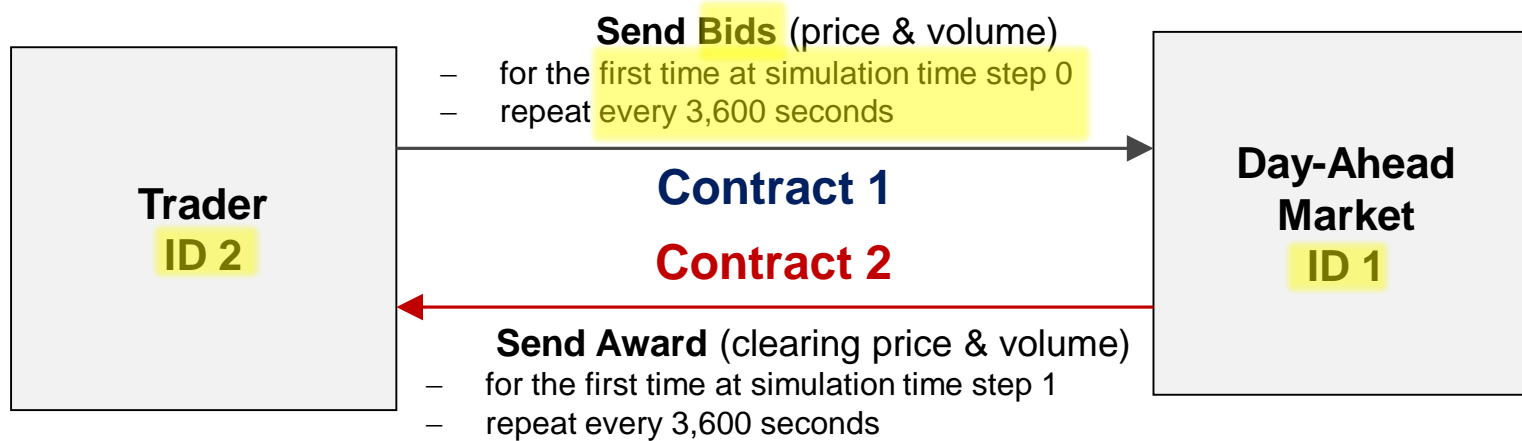 Send Bids (price & volume)
– for the first time at simulation time step 0
– repeat every 3,600 seconds
Trader
ID 2
Contract 1
Contract 2
Day-Ahead
Market
ID 1
Send Award (clearing price & volume)
– for the first time at simulation time step 1
– repeat every 3,600 seconds